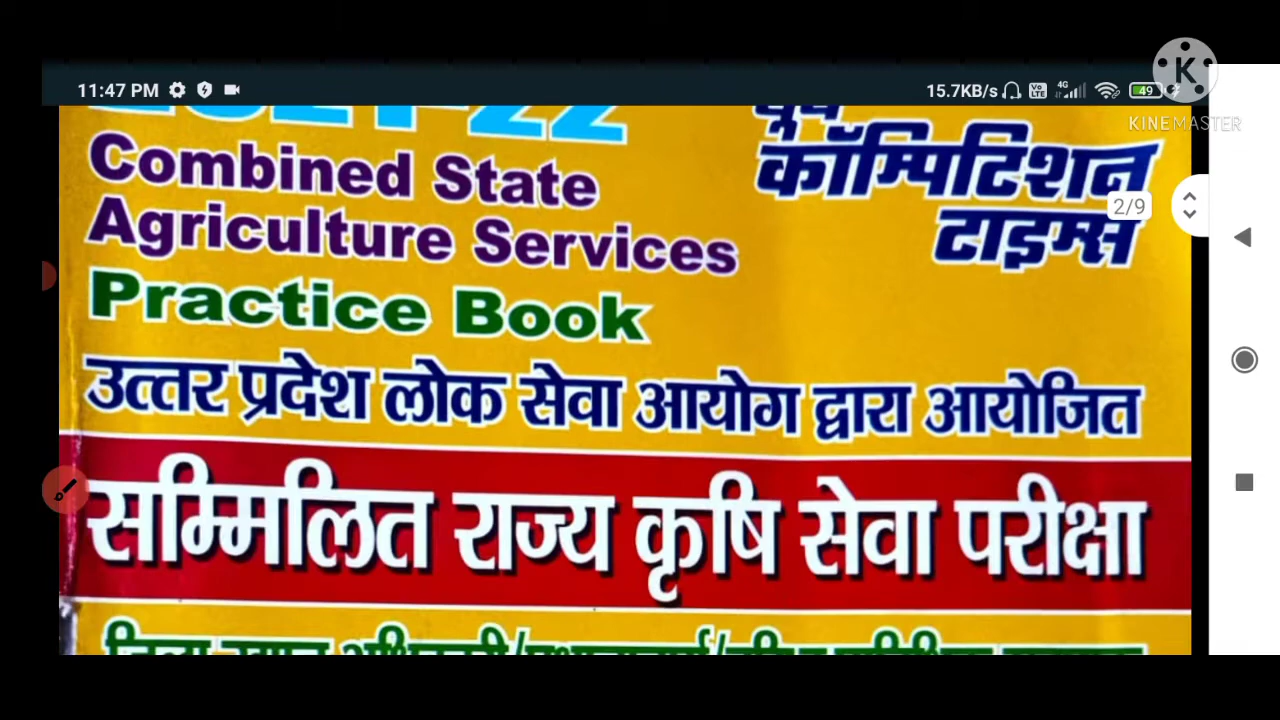 11:47 PM
15.7KB/s
4G
49
KINEMASTER
2/9
कॉम्पिटिशन
टाइम्स
Combined State
Agriculture Services
Practice Book
उत्तर प्रदेश लोक सेवा आयोग द्वारा आयोजित
सम्मिलित राज्य कृषि सेवा परीक्षा